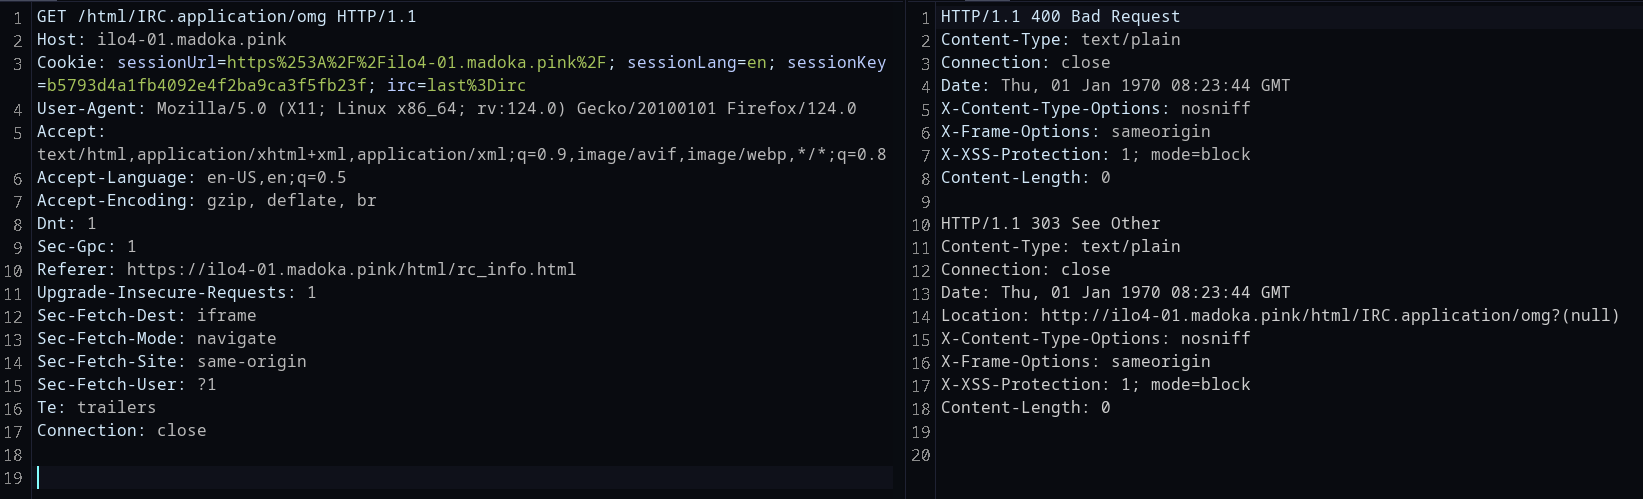 1 GET /html/IRC.application/omg HTTP/1.1
2 Host: ilo4-01.madoka.pink
3 Cookie: sessionUrl=https%253A%2F%2Filo4-01.madoka.pink%2F; sessionLang=en; sessionKey
=b5793d4a1fb4092e4f2ba9ca3f5fb23f; irc=last%3Dirc
4 User-Agent: Mozilla/5.0 (X11; Linux x86_64; rv:124.0) Gecko/20100101 Firefox/124.0
5 Accept:
text/html,application/xhtml+xml,application/xml;q=0.9,image/avif,image/webp,*/*;q=0.8
6 Accept-Language: en-US,en;q=0.5
7 Accept-Encoding: gzip, deflate, br
8 Dnt: 1
9 Sec-Gpc: 1
10 Referer: https://ilo4-01.madoka.pink/html/rc_info.html
11 Upgrade-Insecure-Requests: 1
12 Sec-Fetch-Dest: iframe
13 Sec-Fetch-Mode: navigate
14 Sec-Fetch-Site: same-origin
15 Sec-Fetch-User: ?1
16 Te: trailers
17 Connection: close
18
19
1 HTTP/1.1 400 Bad Request
2 Content-Type: text/plain
3 Connection: close
4 Date: Thu, 01 Jan 1970 08:23:44 GMT
5 X-Content-Type-Options: nosniff
6 X-Frame-Options: sameorigin
7 X-XSS-Protection: 1; mode=block
8 Content-Length: 0
9
10 HTTP/1.1 303 See Other
11 Content-Type: text/plain
12 Connection: close
13 Date: Thu, 01 Jan 1970 08:23:44 GMT
14 Location: http://ilo4-01.madoka.pink/html/IRC.application/omg?(null)
15 X-Content-Type-Options: nosniff
16 X-Frame-Options: sameorigin
17 X-XSS-Protection: 1; mode=block
18 Content-Length: 0
19
20